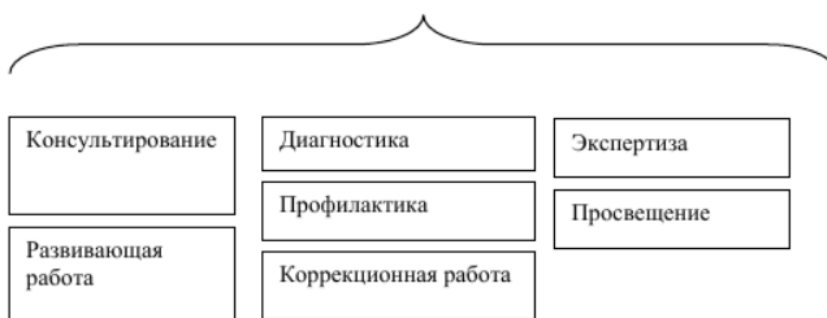 Консультирование
Развивающая
работа
Диагностика
Профилактика
Коррекционная работа
Экспертиза
Просвещение